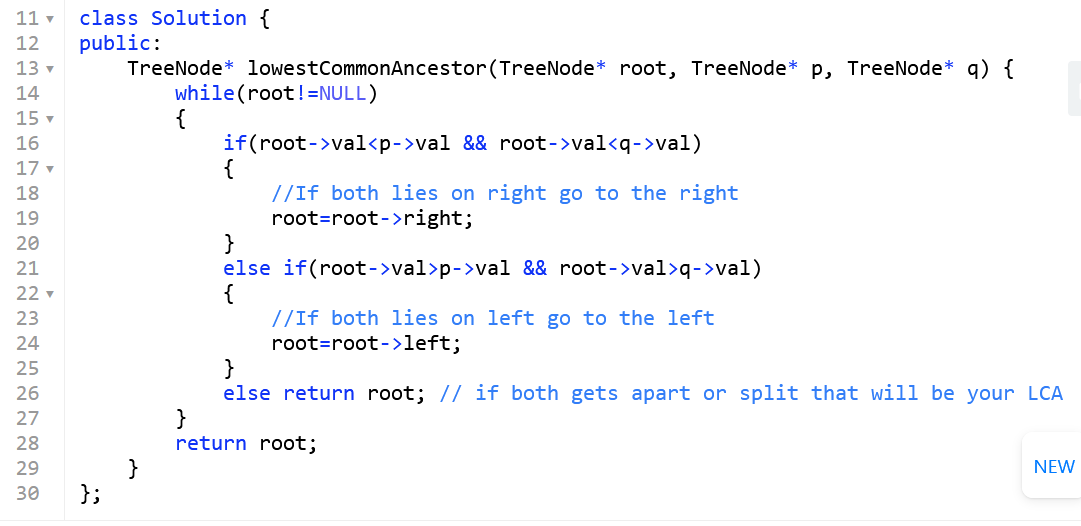 11 class Solution {
12 public:
13     TreeNode* lowestCommonAncestor(TreeNode* root, TreeNode* p, TreeNode* q) {
14         while(root!=NULL)
15         {
16             if(root->val<p->val && root->val<q->val)
17             {
18                 //If both lies on right go to the right
19                 root=root->right;
20             }
21             else if(root->val>p->val && root->val>q->val)
22             {
23                 //If both lies on left go to the left
24                 root=root->left;
25             }
26             else return root; // if both gets apart or split that will be your LCA
27         }
28         return root;
29     }
NEW
30 };